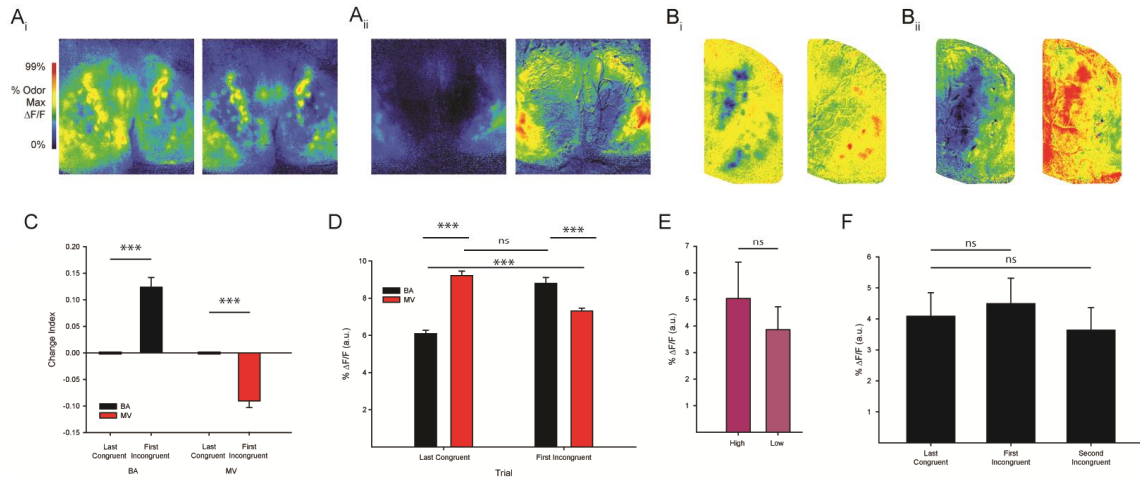 Ai
Aii
Bi
Bii
99%
% Odor
Max
ΔF/F
0%
C
Change Index
0.20
0.15
0.10
0.05
0.00
-0.05
-0.10
-0.15
***
***
BA
MV
Last
Congruent
First
Incongruent
Last
Congruent
First
Incongruent
BA
MV
D
% ΔF/F (a.u.)
10
8
6
4
2
***
ns
***
***
BA
MV
Last Congruent
First Incongruent
Trial
E
% ΔF/F (a.u.)
7
6
5
4
3
2
1
ns
High
Low
F
% ΔF/F (a.u.)
7
6
5
4
3
2
1
ns
ns
Last
Congruent
First
Incongruent
Second
Incongruent